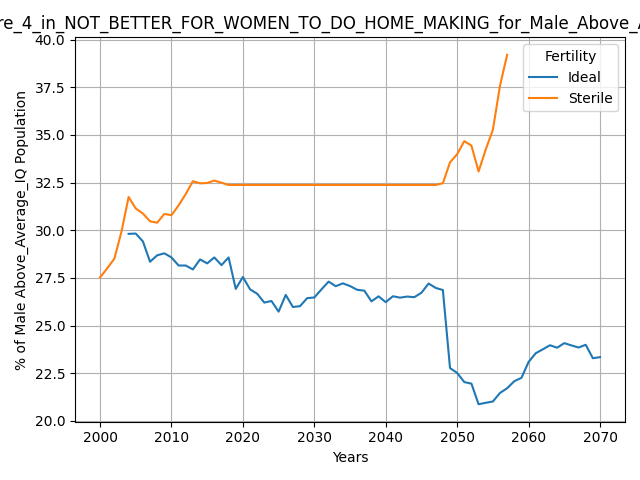 re_4_in_NOT_BETTER_FOR_WOMEN_TO_DO_HOME_MAKING_for_Male_Above_A
40.0
37.5
35.0
32.5
30.0
27.5
25.0
22.5
20.0
% of Male Above_Average_IQ Population
Fertility
Ideal
Sterile
2000 2010 2020 2030 2040 2050 2060 2070
Years